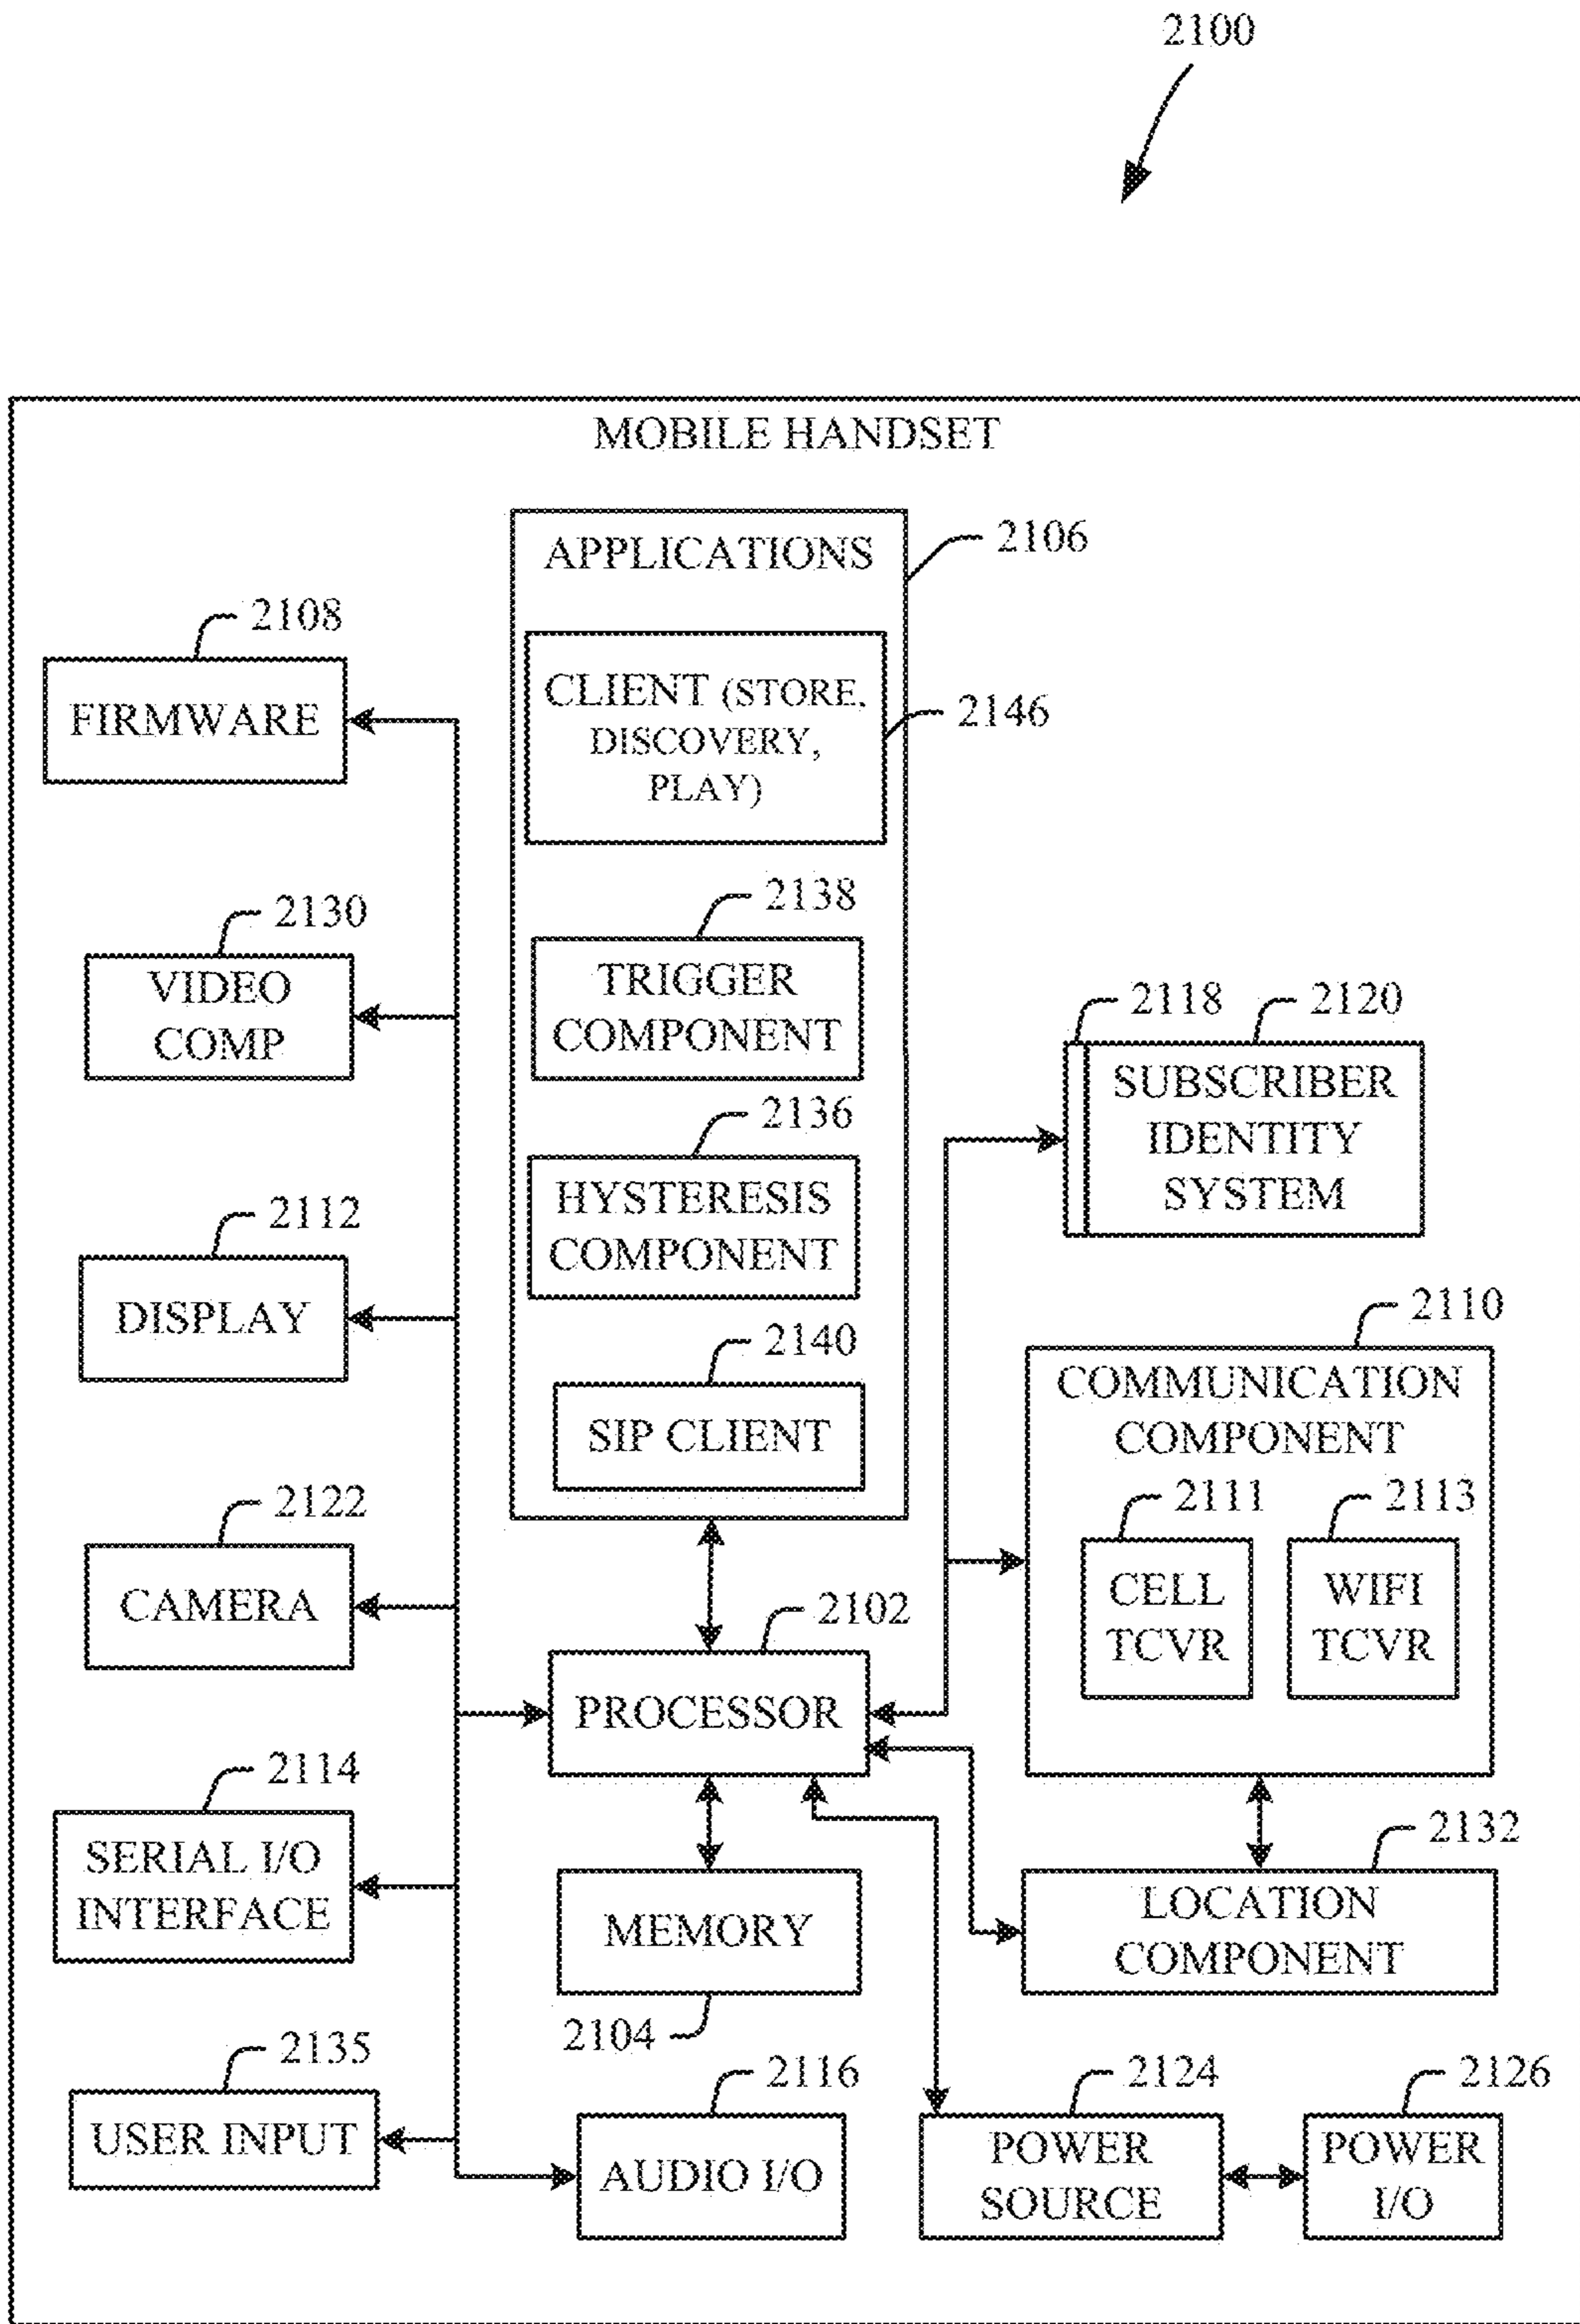 2100
MOBILE HANDSET
APPLICATIONS
2106
CLIENT (STORE,
DISCOVERY,
PLAY)
2146
2138
TRIGGER
COMPONENT
2136
HYSTERESIS
COMPONENT
2140
SIP CLIENT
2108
FIRMWARE
2130
VIDEO
COMP
2112
DISPLAY
2122
CAMERA
2114
SERIAL I/O
INTERFACE
2135
USER INPUT
2102
PROCESSOR
MEMORY
2104
2116
AUDIO I/O
2118
2120
SUBSCRIBER
IDENTITY
SYSTEM
2110
COMMUNICATION
COMPONENT
2111
CELL
TCVR
2113
WIFI
TCVR
2132
LOCATION
COMPONENT
2124
POWER
SOURCE
2126
POWER
I/O